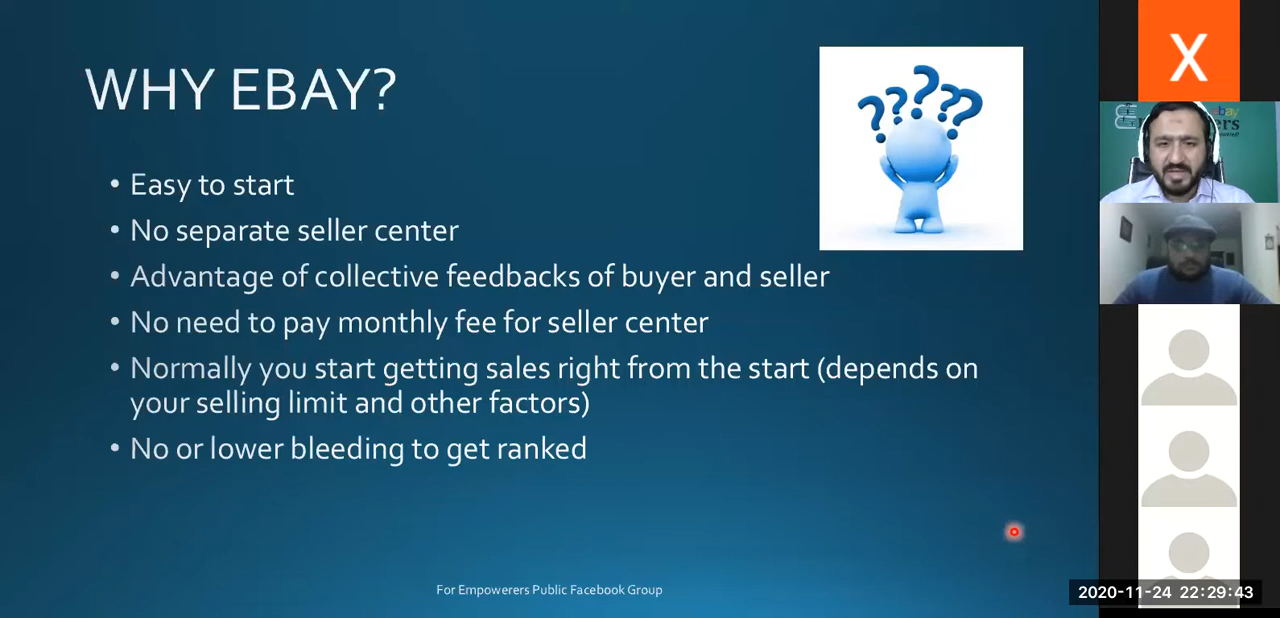 WHY EBAY?
• Easy to start
• No separate seller center
• Advantage of collective feedbacks of buyer and seller
• No need to pay monthly fee for seller center
• Normally you start getting sales right from the start (depends on
your selling limit and other factors)
• No or lower bleeding to get ranked
For Empowerers Public Facebook Group
X
ebay
2020-11-24 22:29:43